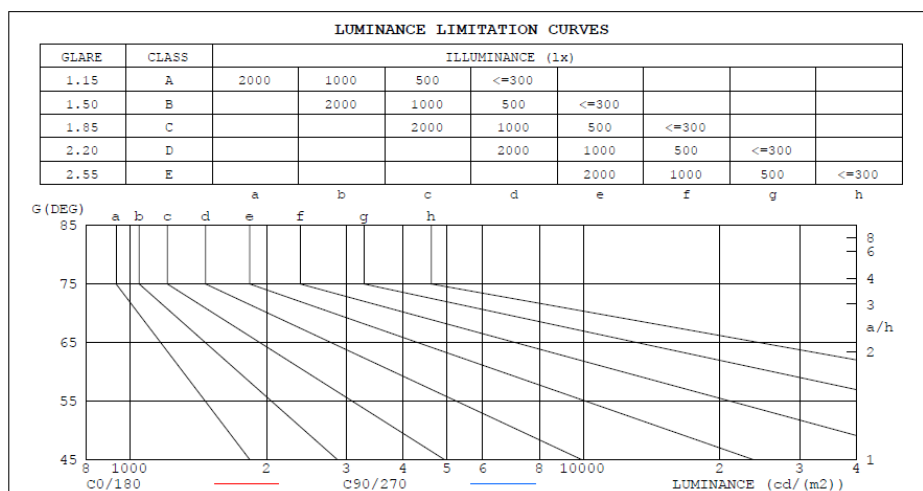 LUMINANCE LIMITATION CURVES
GLARE CLASS ILLUMINANCE (lx)
1.15 A 2000 1000 500 <=300
1.50 B 2000 1000 500 <=300
1.85 C 2000 1000 500 <=300
2.20 D 2000 1000 500 <=300
2.55 E 2000 1000 500 <=300
a b c d e f g h
G(DEG)
a b c d e f g h
85
8
6
75 4
3
a/h
65 2
55
45 1
8 1000 2 3 4 5 6 8 10000 2 3 4
C0/180 C90/270 LUMINANCE (cd/(m2))